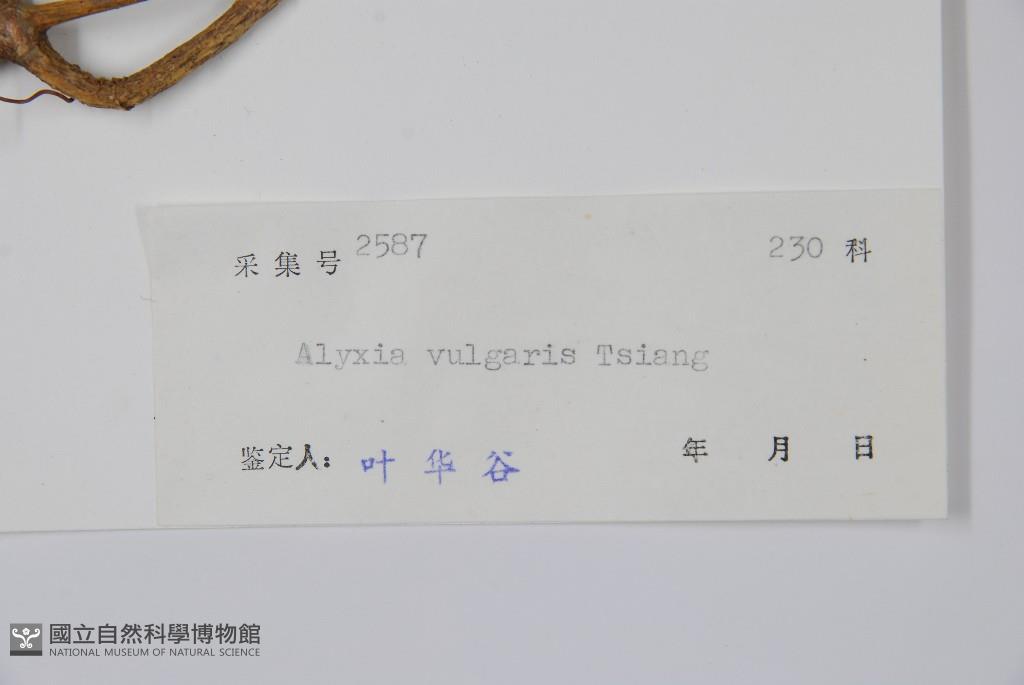 采集号 2587 230 科
Alyxia vulgaris Tsiang
鉴定人：叶华谷 年 月 日
國立自然科學博物館
NATIONAL MUSEUM OF NATURAL SCIENCE